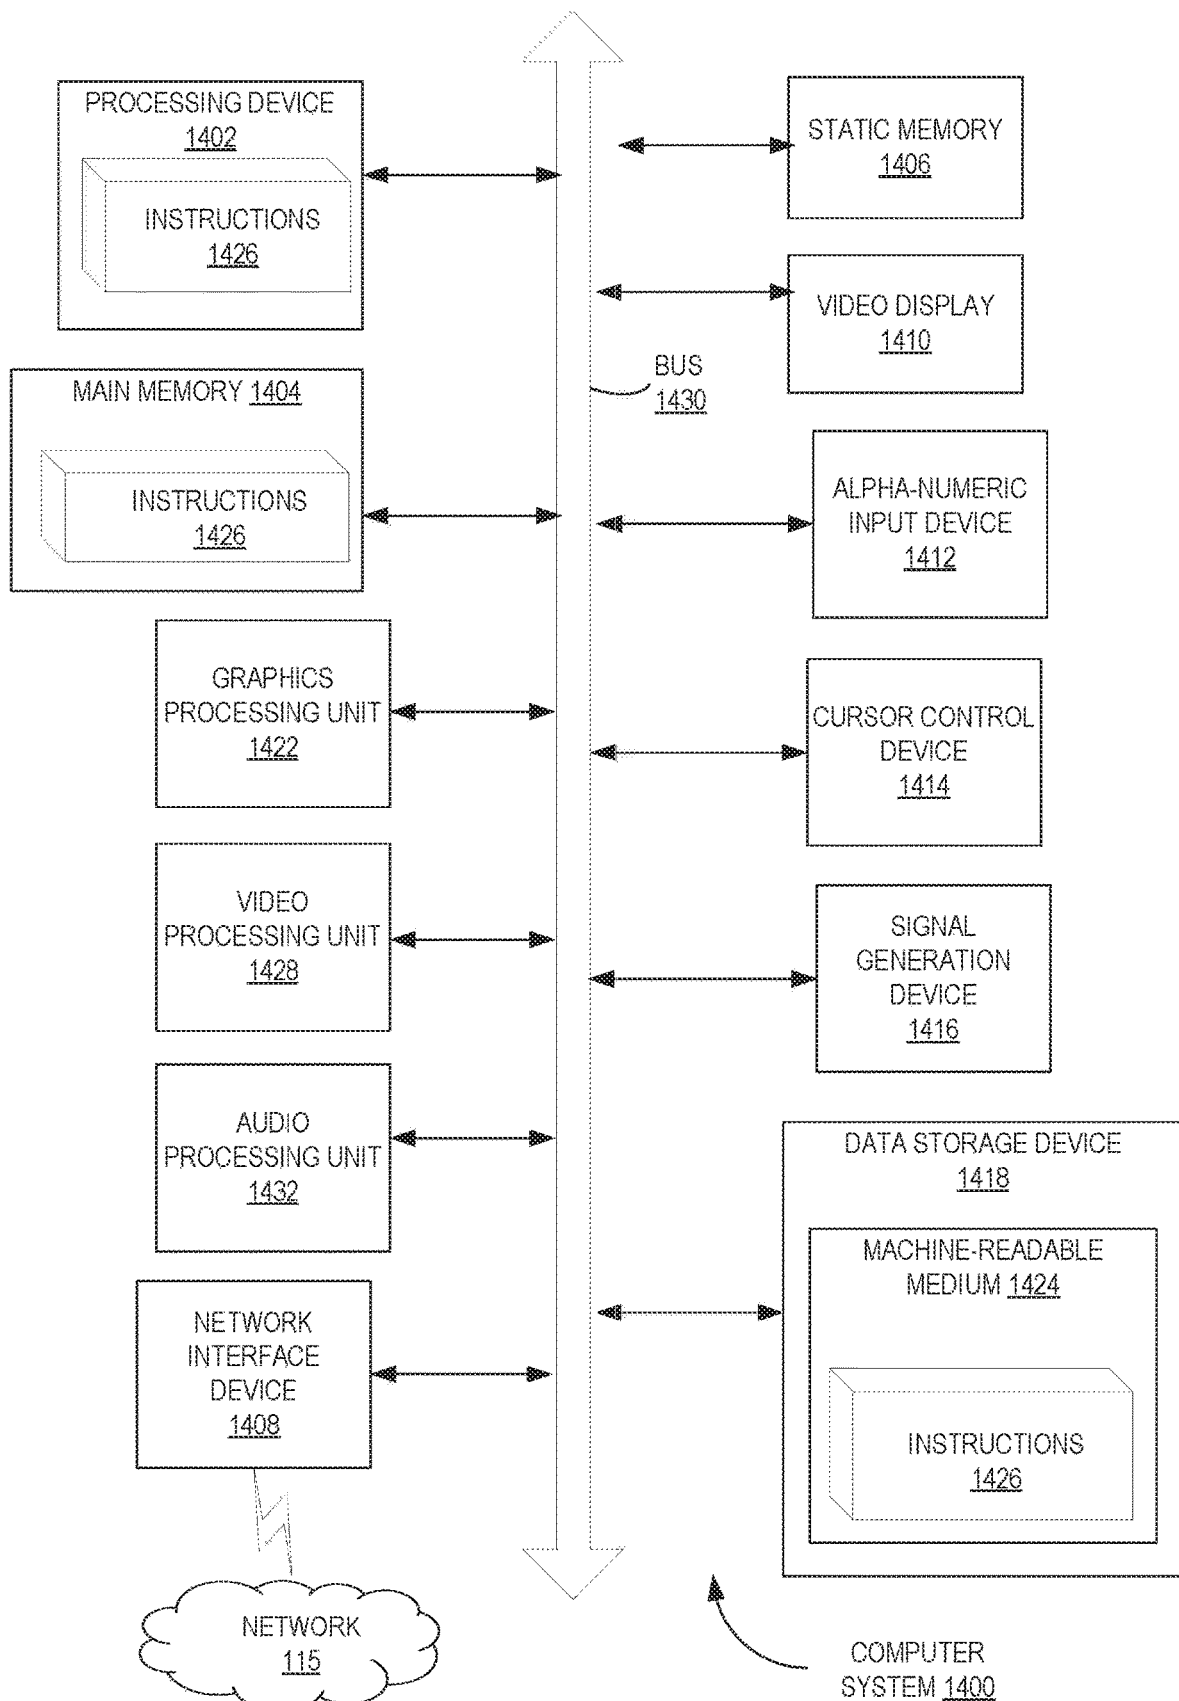 PROCESSING DEVICE
1402
INSTRUCTIONS
1426
MAIN MEMORY 1404
INSTRUCTIONS
1426
GRAPHICS
PROCESSING UNIT
1422
VIDEO
PROCESSING UNIT
1428
AUDIO
PROCESSING UNIT
1432
NETWORK
INTERFACE
DEVICE
1408
NETWORK
115
BUS
1430
STATIC MEMORY
1406
VIDEO DISPLAY
1410
ALPHA-NUMERIC
INPUT DEVICE
1412
CURSOR CONTROL
DEVICE
1414
SIGNAL
GENERATION
DEVICE
1416
DATA STORAGE DEVICE
1418
MACHINE-READABLE
MEDIUM 1424
INSTRUCTIONS
1426
COMPUTER
SYSTEM 1400